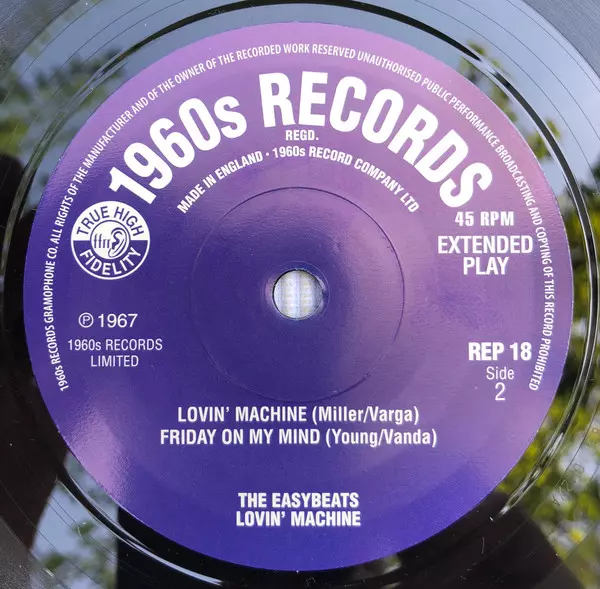 1960s RECORDS GRAMOPHONE CO. ALL RIGHTS OF THE MANUFACTURER AND OF THE OWNER OF THE RECORDED WORK RESERVED UNAUTHORISED PUBLIC PERFORMANCE BROADCASTING AND COPYING OF THIS RECORD PROHIBITED
1960s RECORDS
REGD.
MADE IN ENGLAND • 1960s RECORD COMPANY LTD
45 RPM
EXTENDED
PLAY
TRUE HIGH
FIDELITY
℗ 1967
1960s RECORDS
LIMITED
REP 18
Side
2
LOVIN' MACHINE (Miller/Varga)
FRIDAY ON MY MIND (Young/Vanda)
THE EASYBEATS
LOVIN' MACHINE